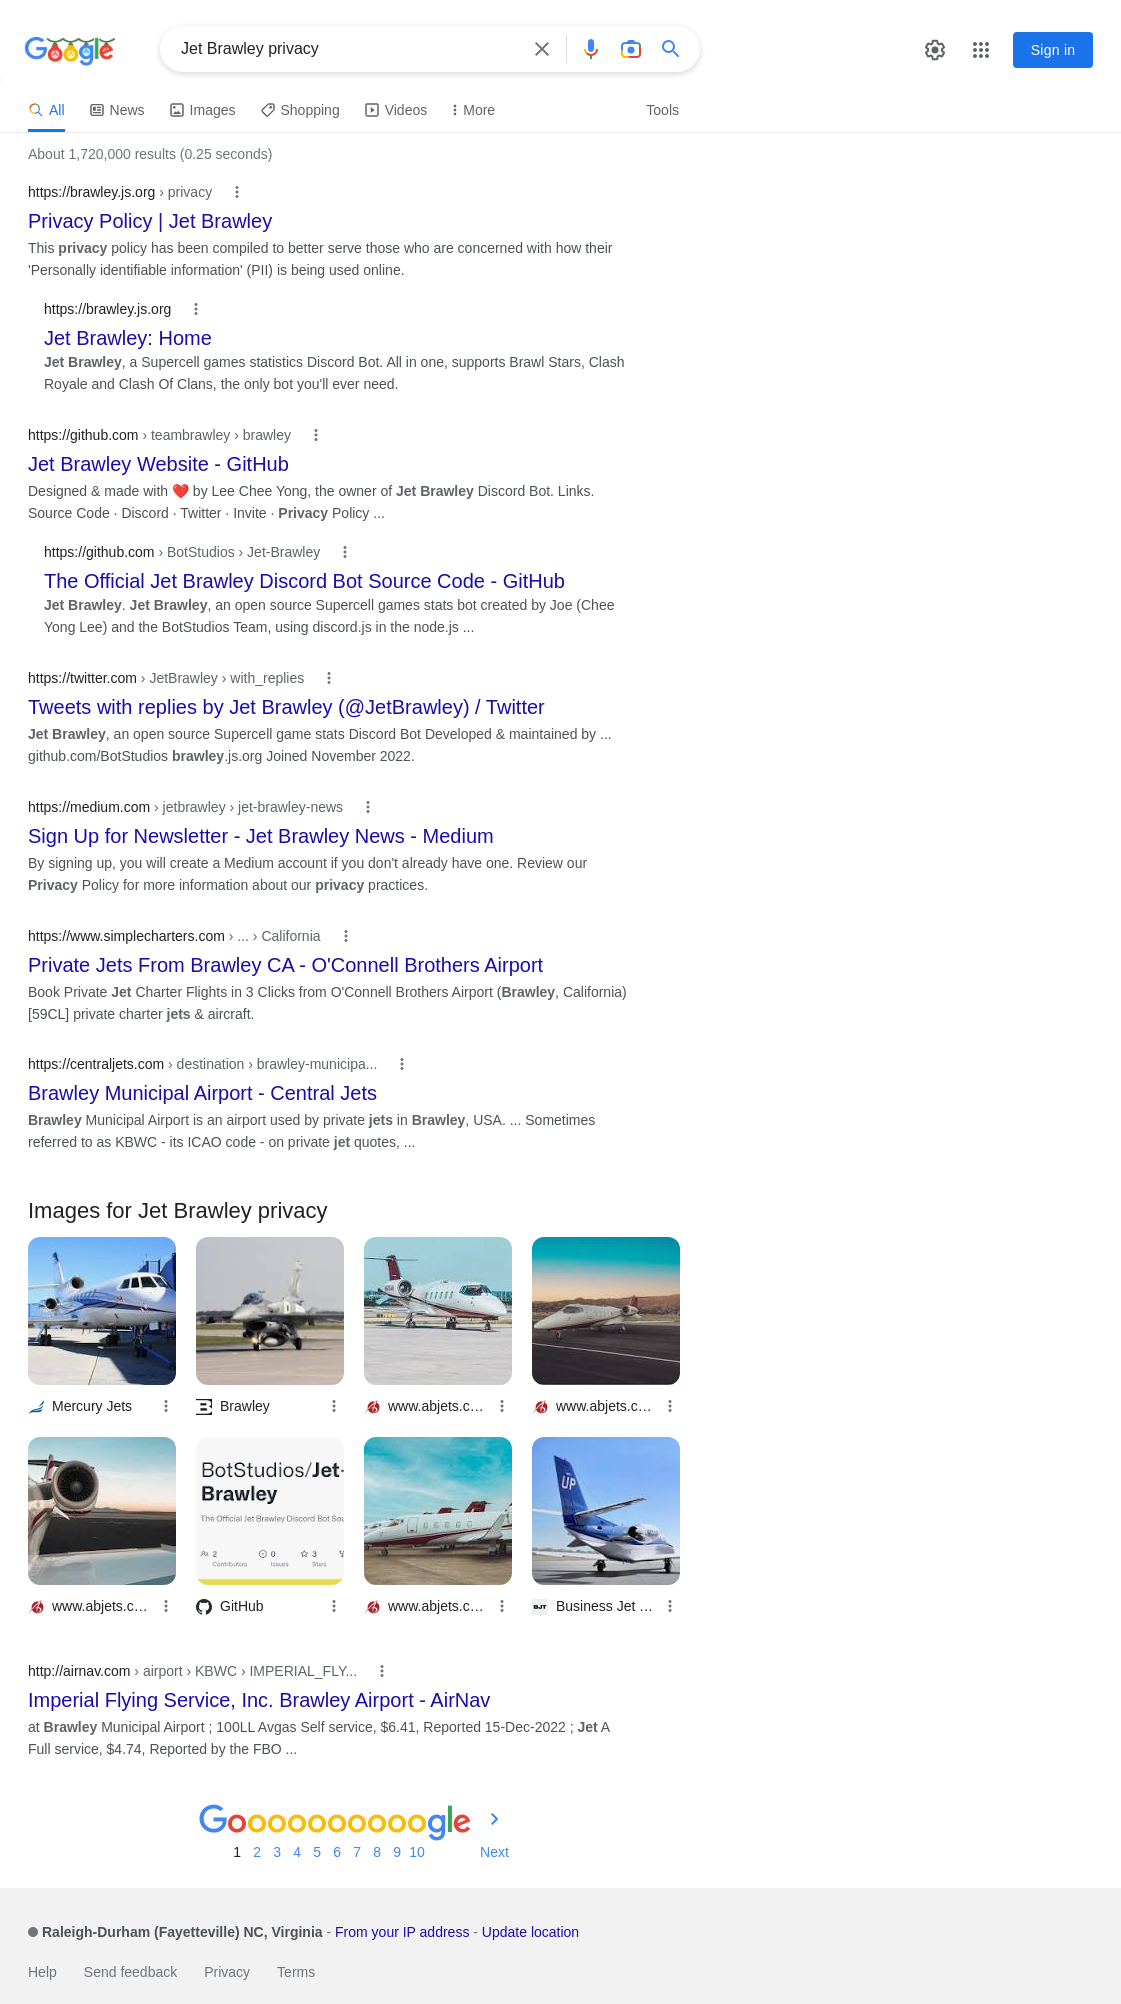 Google
Jet Brawley privacy
Sign in
All
News
Images
Shopping
Videos
More
Tools
About 1,720,000 results (0.25 seconds)
https://brawley.js.org › privacy
Privacy Policy | Jet Brawley
This privacy policy has been compiled to better serve those who are concerned with how their
'Personally identifiable information' (PII) is being used online.
https://brawley.js.org
Jet Brawley: Home
Jet Brawley, a Supercell games statistics Discord Bot. All in one, supports Brawl Stars, Clash
Royale and Clash Of Clans, the only bot you'll ever need.
https://github.com › teambrawley › brawley
Jet Brawley Website - GitHub
Designed & made with ❤️ by Lee Chee Yong, the owner of Jet Brawley Discord Bot. Links.
Source Code · Discord · Twitter · Invite · Privacy Policy ...
https://github.com › BotStudios › Jet-Brawley
The Official Jet Brawley Discord Bot Source Code - GitHub
Jet Brawley. Jet Brawley, an open source Supercell games stats bot created by Joe (Chee
Yong Lee) and the BotStudios Team, using discord.js in the node.js ...
https://twitter.com › JetBrawley › with_replies
Tweets with replies by Jet Brawley (@JetBrawley) / Twitter
Jet Brawley, an open source Supercell game stats Discord Bot Developed & maintained by ...
github.com/BotStudios brawley.js.org Joined November 2022.
https://medium.com › jetbrawley › jet-brawley-news
Sign Up for Newsletter - Jet Brawley News - Medium
By signing up, you will create a Medium account if you don't already have one. Review our
Privacy Policy for more information about our privacy practices.
https://www.simplecharters.com › ... › California
Private Jets From Brawley CA - O'Connell Brothers Airport
Book Private Jet Charter Flights in 3 Clicks from O'Connell Brothers Airport (Brawley, California)
[59CL] private charter jets & aircraft.
https://centraljets.com › destination › brawley-municipa...
Brawley Municipal Airport - Central Jets
Brawley Municipal Airport is an airport used by private jets in Brawley, USA. ... Sometimes
referred to as KBWC - its ICAO code - on private jet quotes, ...
Images for Jet Brawley privacy
Mercury Jets
Brawley
www.abjets.c...
www.abjets.c...
UP
BotStudios/Jet-
Brawley
The Official Jet Brawley Discord Bot Sou
2 Contributors
0 Issues
3 Stars
www.abjets.c...
GitHub
www.abjets.c...
BJT
Business Jet ...
http://airnav.com › airport › KBWC › IMPERIAL_FLY...
Imperial Flying Service, Inc. Brawley Airport - AirNav
at Brawley Municipal Airport ; 100LL Avgas Self service, $6.41, Reported 15-Dec-2022 ; Jet A
Full service, $4.74, Reported by the FBO ...
Goooooooooogle
1 2 3 4 5 6 7 8 9 10 Next
Raleigh-Durham (Fayetteville) NC, Virginia - From your IP address - Update location
Help
Send feedback
Privacy
Terms